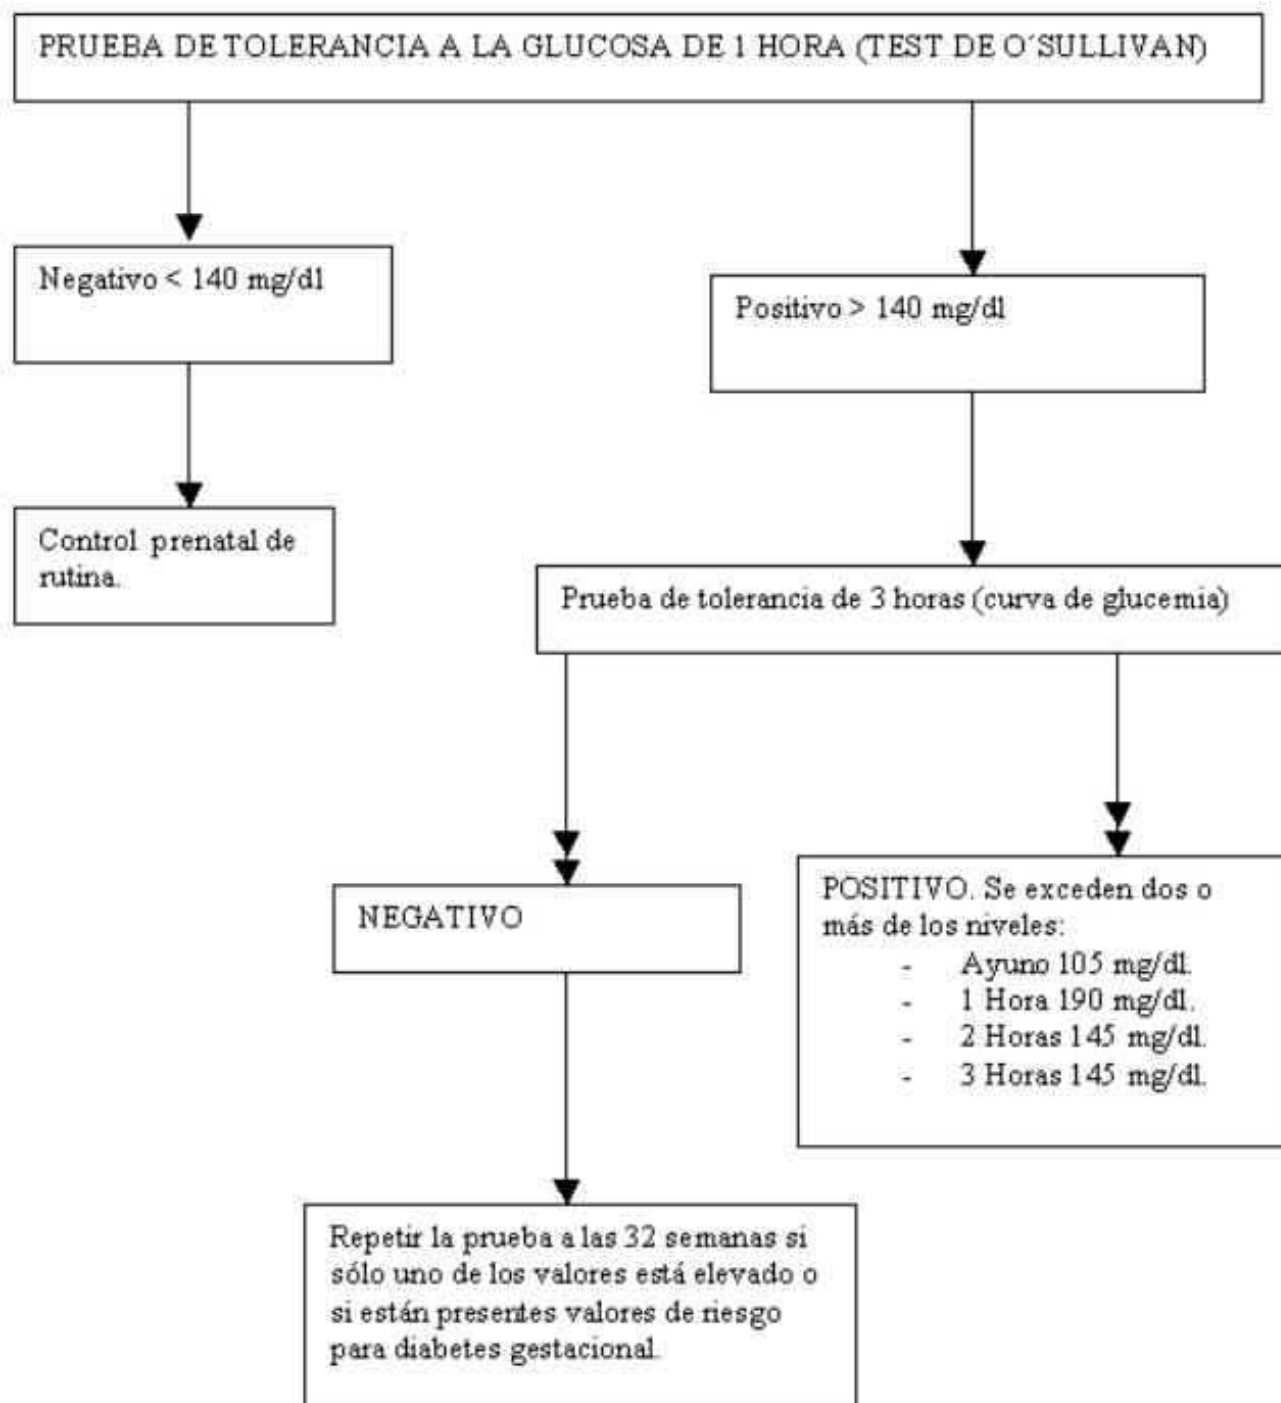 PRUEBA DE TOLERANCIA A LA GLUCOSA DE 1 HORA (TEST DE O´SULLIVAN)
Negativo < 140 mg/dl
Positivo > 140 mg/dl
Control prenatal de
rutina.
Prueba de tolerancia de 3 horas (curva de glucemia)
NEGATIVO
POSITIVO. Se exceden dos o
más de los niveles:
- Ayuno 105 mg/dl.
- 1 Hora 190 mg/dl.
- 2 Horas 145 mg/dl.
- 3 Horas 145 mg/dl.
Repetir la prueba a las 32 semanas si
sólo uno de los valores está elevado o
si están presentes valores de riesgo
para diabetes gestacional.